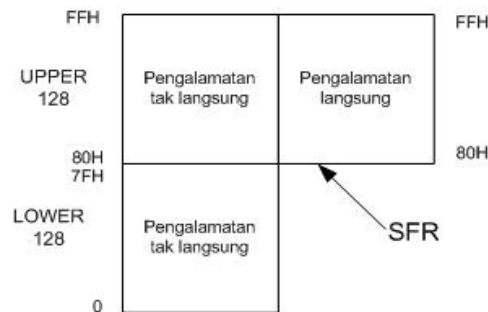 FFH
FFH
UPPER
128
Pengalamatan
tak langsung
Pengalamatan
langsung
80H
80H
7FH
LOWER
128
Pengalamatan
tak langsung
SFR
0